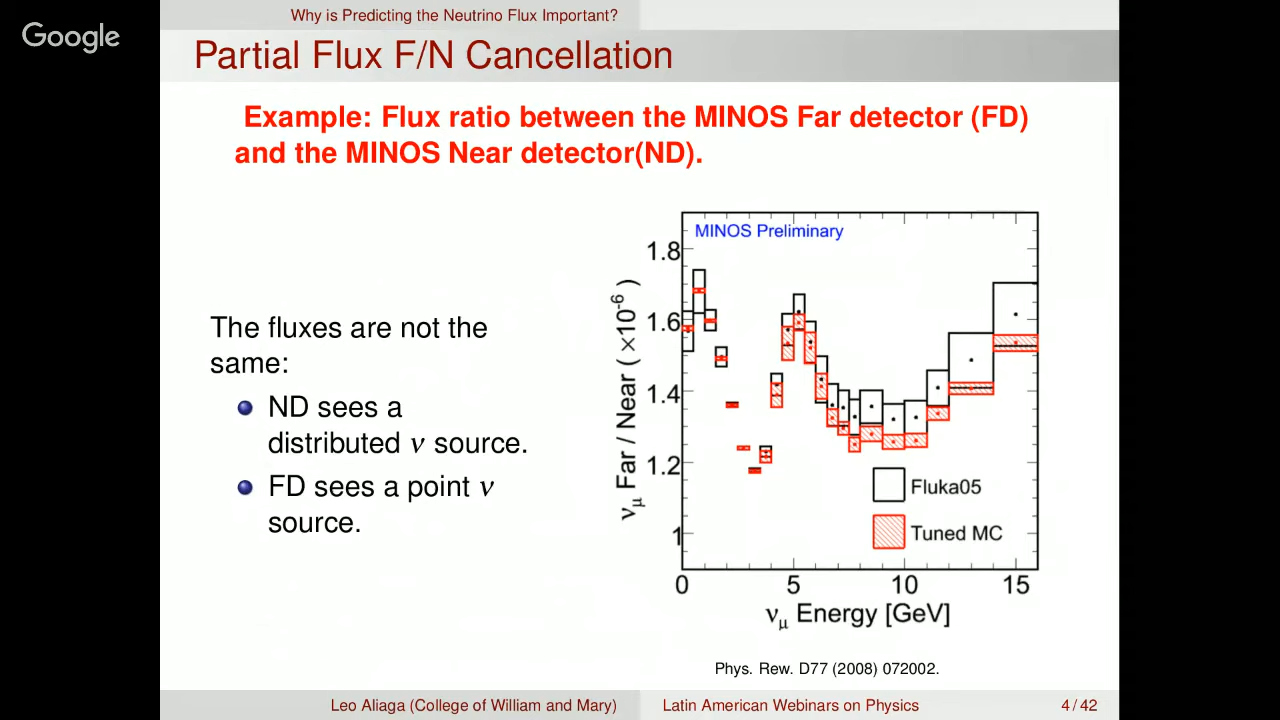 Google
Why is Predicting the Neutrino Flux Important?
Partial Flux F/N Cancellation
Example: Flux ratio between the MINOS Far detector (FD)
and the MINOS Near detector(ND).
The fluxes are not the
same:
ND sees a
distributed ν source.
FD sees a point ν
source.
MINOS Preliminary
νμ Far / Near ( ×10⁻⁶ )
1.8
1.6
1.4
1.2
1
Fluka05
Tuned MC
0 5 10 15
νμ Energy [GeV]
Phys. Rew. D77 (2008) 072002.
Leo Aliaga (College of William and Mary) Latin American Webinars on Physics 4 / 42